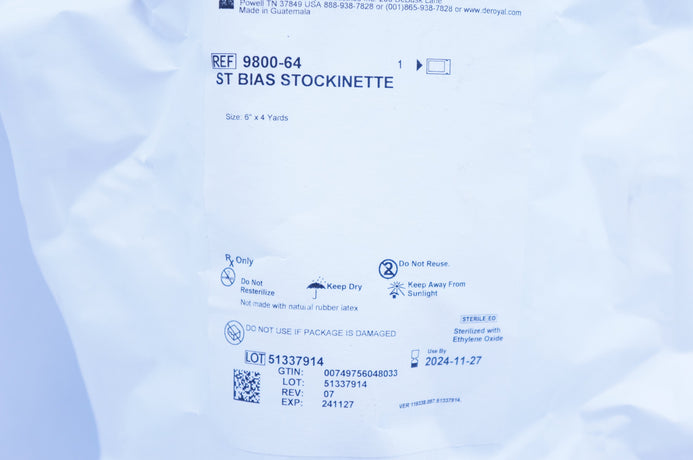 Powell TN 37849 USA 888-938-7828 or (001)865-938-7828 or www.deroyal.com
Made in Guatemala
REF 9800-64 1
ST BIAS STOCKINETTE
Size: 6" x 4 Yards
Rx Only
Do Not Reuse.
Do Not
Resterilize
Keep Dry
Keep Away From
Sunlight
Not made with natural rubber latex
DO NOT USE IF PACKAGE IS DAMAGED
STERILE EO
Sterilized with
Ethylene Oxide
LOT 51337914
Use By
2024-11-27
GTIN: 00749756048033
LOT: 51337914
REV: 07
EXP: 241127